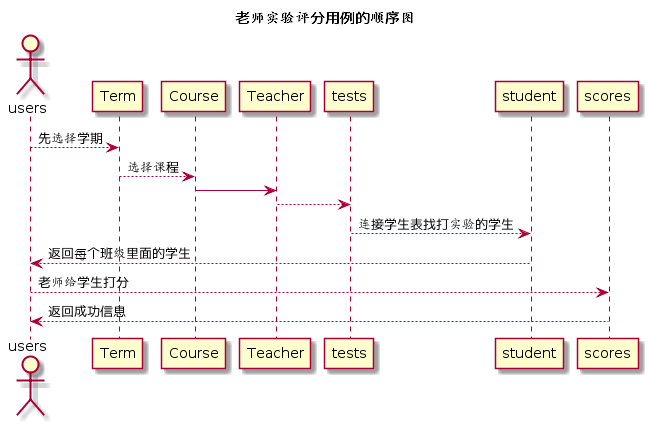 老师实验评分用例的顺序图
users
Term
Course
Teacher
tests
student
scores
先选择学期
选择课程
连接学生表找打实验的学生
返回每个班级里面的学生
老师给学生打分
返回成功信息
users
Term
Course
Teacher
tests
student
scores